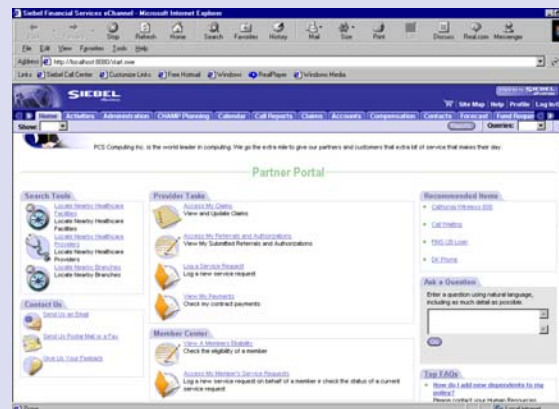 Siebel Financial Services eChannel - Microsoft Internet Explorer
Stop Refresh Home Search Favorites History Mail Size Print Discuss Real.com Messenger
File Edit View Favorites Tools Help
Address http://localhost:8080/start.swe
Links Siebel Call Center Customize Links Free Hotmail Windows RealPlayer Windows Media
SIEBEL
Site Map Help Profile Log In
Home Activities Administration CHAMP Planning Calendar Call Reports Claims Accounts Compensation Contacts Forecast Fund Request
Show: Queries:
PCS Computing Inc. is the world leader in computing. We go the extra mile to give our partners and customers that extra bit of service that makes their day.
Partner Portal
Search Tools
Locate Nearby Healthcare
Facilities
Locate Nearby Healthcare
Facilities
Locate Nearby Healthcare
Providers
Locate Nearby Healthcare
Providers
Locate Nearby Branches
Locate Nearby Branches
Contact Us
Send Us an Email
Send Us Postal Mail or a Fax
Give Us Your Feedback
Provider Tasks
Access My Claims
View and Update Claims
Access My Referrals and Authorizations
View My Submitted Referrals and Authorizations
Log a Service Request
Log a new service request
View My Payments
Check my contract payments
Member Center
View A Member's Eligibility
Check the eligibility of a member
Access My Member's Service Requests
Log a new service request on behalf of a member or check the status of a current
service request
Recommended Items
Call Waiting
Ask a Question
Enter a question using natural language,
including as much detail as possible.
Go
Top FAQs
How do I add new dependents to my
policy?
Please contact your Human Resources